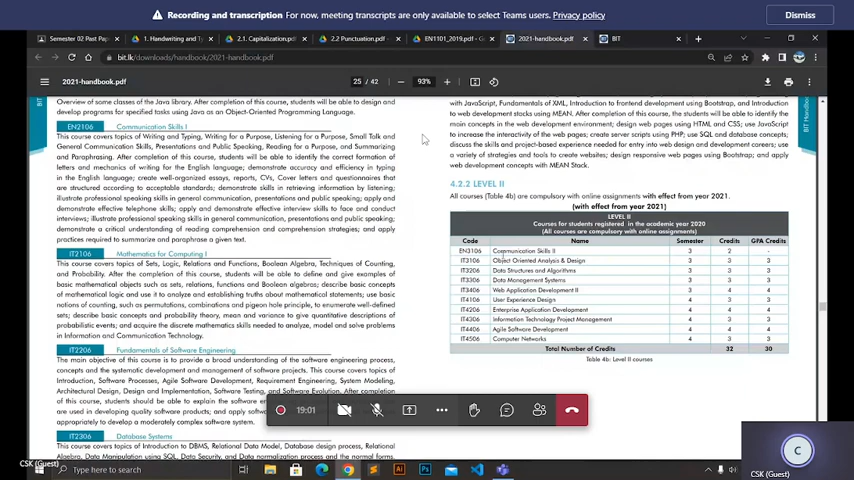 Recording and transcription For now, meeting transcripts are only available to select Teams users. Privacy policy
Dismiss
Semester 02 Past Pape
1. Handwriting and Ty
2.1. Capitalization.pdf
2.2 Punctuation.pdf
EN1101_2019.pdf - Go
2021-handbook.pdf
BIT
bit.lk/downloads/handbook/2021-handbook.pdf
2021-handbook.pdf
25 / 42
93%
Overview of some classes of the Java library. After completion of this course, students will be able to design and
develop programs for specified tasks using Java as an Object-Oriented Programming Language.
EN2106 Communication Skills I
This course covers topics of Writing and Typing, Writing for a Purpose, Listening for a Purpose, Small Talk and
General Communication Skills, Presentations and Public Speaking, Reading for a Purpose, and Summarizing
and Paraphrasing. After completion of this course, students will be able to identify the correct formation of
letters and mechanics of writing for the English language; demonstrate accuracy and efficiency in typing
in the English language; create well-organized essays, reports, CVs, Cover letters and questionnaires that
are structured according to acceptable standards; demonstrate skills in retrieving information by listening;
illustrate professional speaking skills in general communication, presentations and public speaking; apply and
demonstrate effective telephone skills; apply and demonstrate effective interview skills to face and conduct
interviews; illustrate professional speaking skills in general communication, presentations and public speaking;
demonstrate a critical understanding of reading comprehension and comprehension strategies; and apply
practices required to summarize and paraphrase a given text.
IT2106 Mathematics for Computing I
This course covers topics of Sets, Logic, Relations and Functions, Boolean Algebra, Techniques of Counting,
and Probability. After the completion of this course, students will be able to define and give examples of
basic mathematical objects such as sets, relations, functions and Boolean algebras; describe basic concepts
of mathematical logic and use it to analyze and establishing truths about mathematical statements; use basic
notions of counting, such as permutations, combinations and pigeon hole principle, to enumerate well-defined
sets; describe basic concepts and probability theory, mean and variance to give quantitative descriptions of
probabilistic events; and acquire the discrete mathematics skills needed to analyze, model and solve problems
in Information and Communication Technology.
IT2206 Fundamentals of Software Engineering
The main objective of this course is to provide a broad understanding of the software engineering process,
concepts and the systematic development and management of software projects. This course covers topics of
Introduction, Software Processes, Agile Software Development, Requirement Engineering, System Modeling,
Architectural Design, Design and Implementation, Software Testing, and Software Evolution. After completion
of this course, students should be able to explain the software en
are used in developing quality software products; and apply softwa
appropriately to develop a moderately complex software system.
IT2306 Database Systems
This course covers topics of Introduction to DBMS, Relational Data Model, Database design process, Relational
Algebra, Data Manipulation using SQL, Data Security, and Data normalization process and the normal forms.
with JavaScript, Fundamentals of XML, Introduction to frontend development using Bootstrap, and Introduction
to web development stacks using MEAN. After completion of this course, the students will be able to identify the
main concepts in the web development environment; design web pages using HTML and CSS; use JavaScript
to increase the interactivity of the web pages; create server scripts using PHP; use SQL and database concepts;
discuss the skills and project-based experience needed for entry into web design and development careers; use
a variety of strategies and tools to create websites; design responsive web pages using Bootstrap; and apply
web development concepts with MEAN Stack.
4.2.2 LEVEL II
All courses (Table 4b) are compulsory with online assignments with effect from year 2021.
(with effect from year 2021)
LEVEL II
Courses for students registered in the academic year 2020
(All courses are compulsory with online assignments)
Code Name Semester Credits GPA Credits
EN3106 Communication Skills II 3 2 -
IT3106 Object Oriented Analysis & Design 3 3 3
IT3206 Data Structures and Algorithms 3 3 3
IT3306 Data Management Systems 3 3 3
IT3406 Web Application Development II 3 4 4
IT4106 User Experience Design 4 3 3
IT4206 Enterprise Application Development 4 4 4
IT4306 Information Technology Project Management 4 3 3
IT4406 Agile Software Development 4 4 4
IT4506 Computer Networks 4 3 3
Total Number of Credits 32 30
Table 4b: Level II courses
BIT Handbook
19:01
C
CSK (Guest)
CSK (Guest)
Type here to search